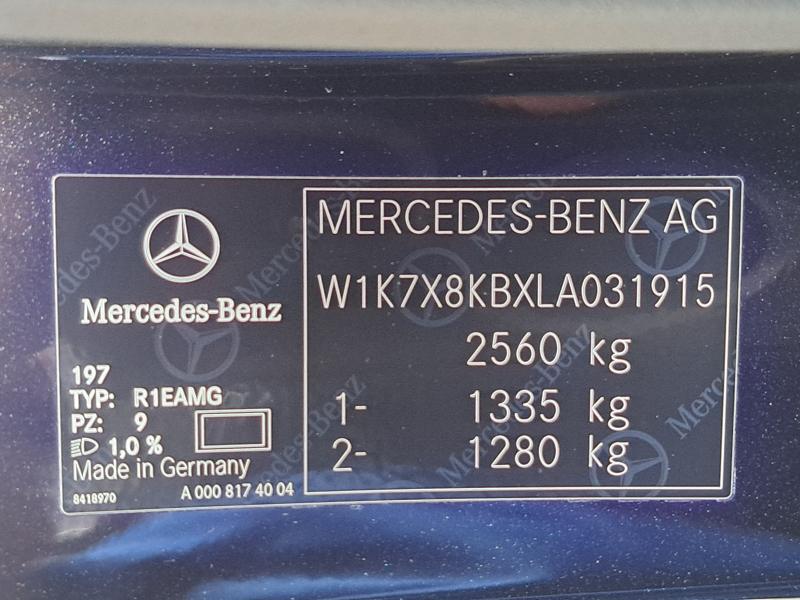 Mercedes-Benz
197
TYP: R1EAMG
PZ: 9
1,0 %
Made in Germany
8418970 A 000 817 40 04
MERCEDES-BENZ AG
W1K7X8KBXLA031915
2560 kg
1- 1335 kg
2- 1280 kg